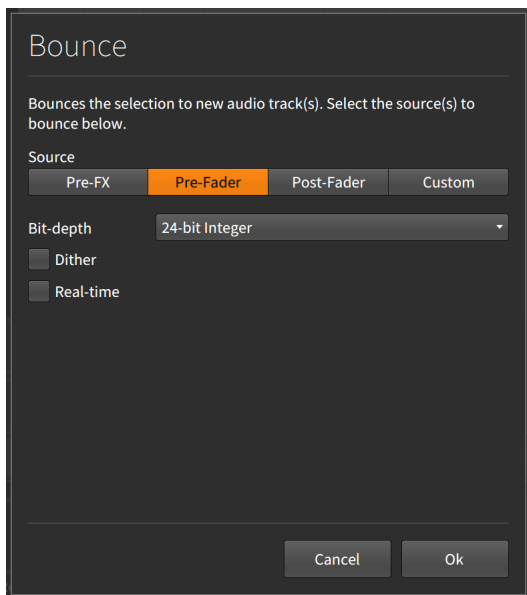 Bounce
Bounces the selection to new audio track(s). Select the source(s) to
bounce below.
Source
Pre-FX Pre-Fader Post-Fader Custom
Bit-depth 24-bit Integer
Dither
Real-time
Cancel Ok